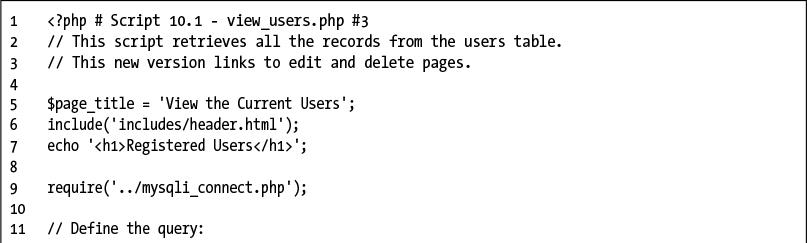 1 <?php # Script 10.1 - view_users.php #3
2 // This script retrieves all the records from the users table.
3 // This new version links to edit and delete pages.
4
5 $page_title = 'View the Current Users';
6 include('includes/header.html');
7 echo '<h1>Registered Users</h1>';
8
9 require('../mysqli_connect.php');
10
11 // Define the query: